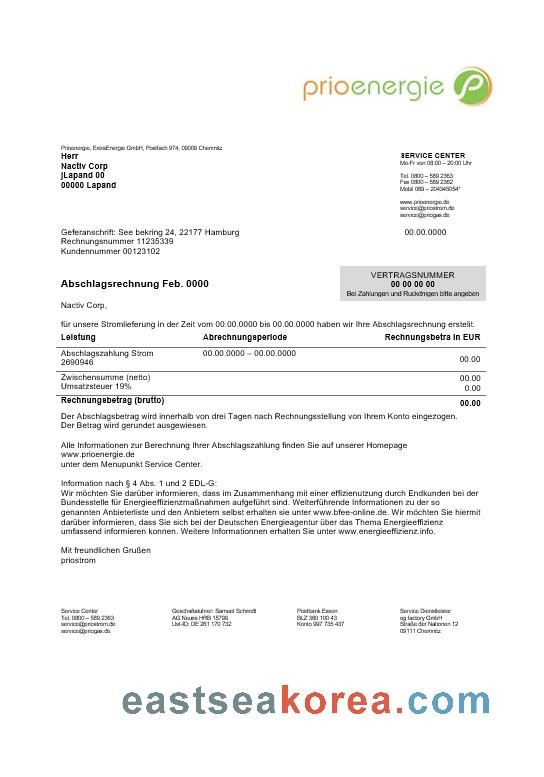 prioenergie
Prioenergie, ExtraEnergie GmbH, Postfach 974, 09009 Chemnitz
Herr
Nactiv Corp
jLapand 00
00000 Lapand
SERVICE CENTER
Mo-Fr von 08:00 – 20:00 Uhr
Tel. 0800 – 589 2363
Fax 0800 – 589 2362
Mobil 089 – 204345054*
www.prioenergie.de
service@priostrom.de
service@priogas.de
Geferanschrift: See bekring 24, 22177 Hamburg
Rechnungsnummer 11235339
Kundennummer 00123102
00.00.0000
VERTRAGSNUMMER
00 00 00 00
Bei Zahlungen und Ruckdmgen bitte angeben
Abschlagsrechnung Feb. 0000
Nactiv Corp,
für unsere Stromlieferung in der Zeit vom 00.00.0000 bis 00.00.0000 haben wir Ihre Abschlagsrechnung erstelit.
Leistung Abrechnungsperiode Rechnungsbetra in EUR
Abschlagszahlung Strom 00.00.0000 – 00.00.0000 00.00
2690946
Zwischensumme (netto) 00.00
Umsatzsteuer 19% 0.00
Rechnungsbetrag (brutto) 00.00
Der Abschlagsbetrag wird innerhalb von drei Tagen nach Rechnungsstellung von Ihrem Konto eingezogen.
Der Betrag wird gerundet ausgewiesen.
Alle Informationen zur Berechnung Ihrer Abschlagszahlung finden Sie auf unserer Homepage
www.prioenergie.de
unter dem Menupunkt Service Center.
Information nach § 4 Abs. 1 und 2 EDL-G:
Wir möchten Sie darüber informieren, dass im Zusammenhang mit einer effizienutzung durch Endkunden bei der
Bundesstelle für Energieeffizienzmaßnahmen aufgeführt sind. Weiterführende Informationen zu der so
genannten Anbieterliste und den Anbietern selbst erhalten sie unter www.bfee-online.de. Wir möchten Sie hiermit
darüber informieren, dass Sie sich bei der Deutschen Energieagentur über das Thema Energieeffizienz
umfassend informieren konnen. Weitere Informationnen erhalten Sie unter www.energieeffizienz.info.
Mit freundlichen Grußen
priostrom
Service Center
Tel. 0800 – 589 2363
service@priostrom.de
service@priogas.de
Geschaftsfuhrer: Samuel Schmidt
AG Neuss HRB 15799
Ust-ID: DE 261 170 732
Postbank Essen
BLZ 360 100 43
Konto 997 735 437
Service Dienstleister
og factory GmbH
Straße der Nationen 12
09111 Chemnitz
eastseakorea.com